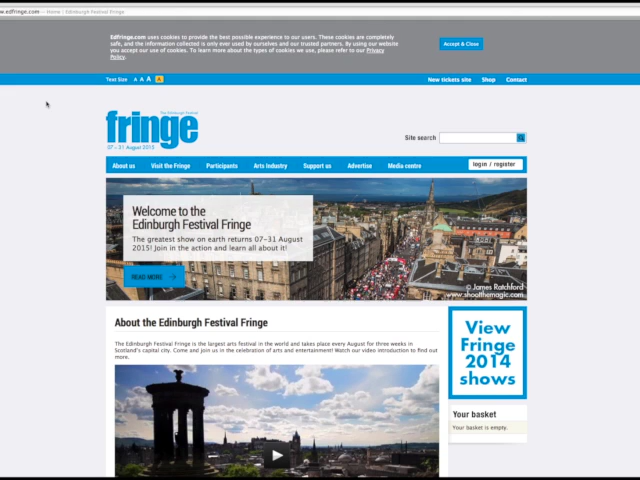 w.edfringe.com — Home | Edinburgh Festival Fringe
Edfringe.com uses cookies to provide the best possible experience to our users. These cookies are completely
safe, and the information collected is only ever used by ourselves and our trusted partners. By using our website
you accept our use of cookies. To learn more about the types of cookies we use, please refer to our Privacy
Policy.
Accept & Close
Text Size A A A A
New tickets site Shop Contact
The Edinburgh Festival
fringe
07–31 August 2015
Site search
About us Visit the Fringe Participants Arts Industry Support us Advertise Media centre login / register
Welcome to the
Edinburgh Festival Fringe
The greatest show on earth returns 07-31 August
2015! Join in the action and learn all about it!
READ MORE
© James Ratchford
www.shootthemagic.com
About the Edinburgh Festival Fringe
The Edinburgh Festival Fringe is the largest arts festival in the world and takes place every August for three weeks in
Scotland's capital city. Come and join us in the celebration of arts and entertainment! Watch our video introduction to find out
more.
View
Fringe
2014
shows
Your basket
Your basket is empty.